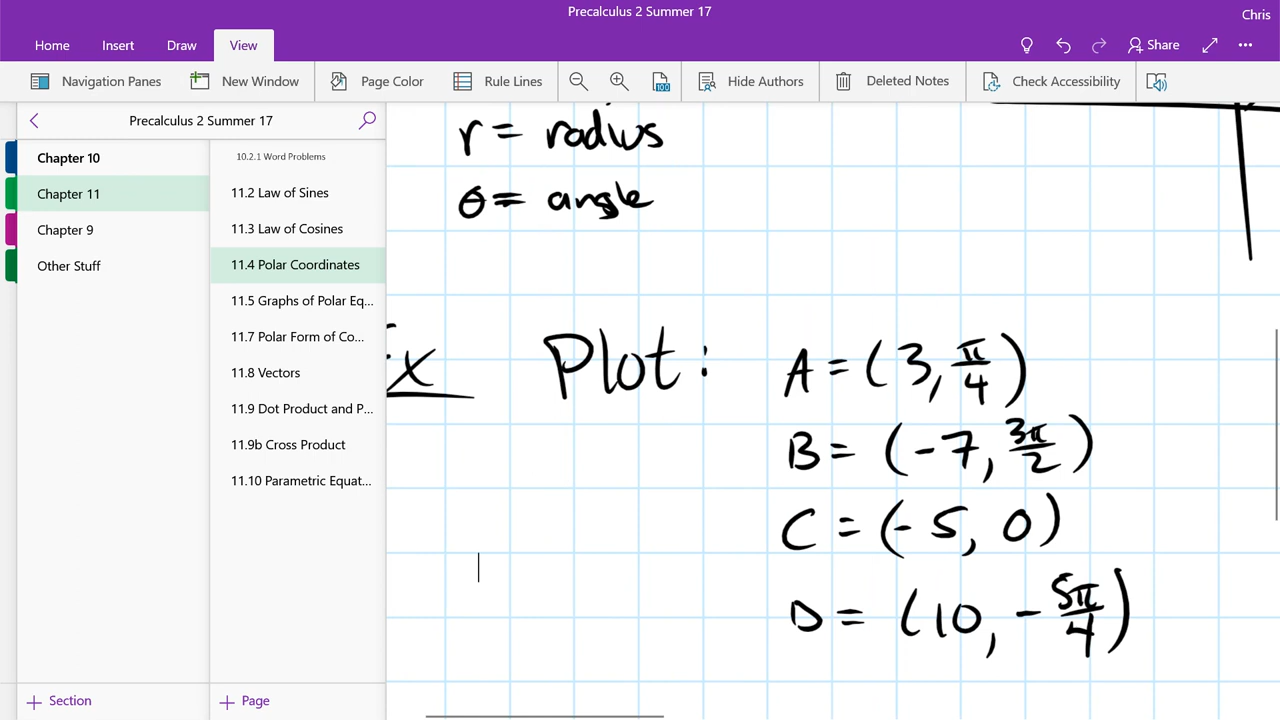 Precalculus 2 Summer 17
Chris
Home Insert Draw View
Share
Navigation Panes New Window Page Color Rule Lines 100 Hide Authors Deleted Notes Check Accessibility
Precalculus 2 Summer 17
Chapter 10
Chapter 11
Chapter 9
Other Stuff
10.2.1 Word Problems
11.2 Law of Sines
11.3 Law of Cosines
11.4 Polar Coordinates
11.5 Graphs of Polar Eq...
11.7 Polar Form of Co...
11.8 Vectors
11.9 Dot Product and P...
11.9b Cross Product
11.10 Parametric Equat...
+ Section
+ Page
r = radius
θ = angle
Ex Plot: A = (3, π/4)
B = (-7, 3π/2)
C = (-5, 0)
D = (10, -5π/4)